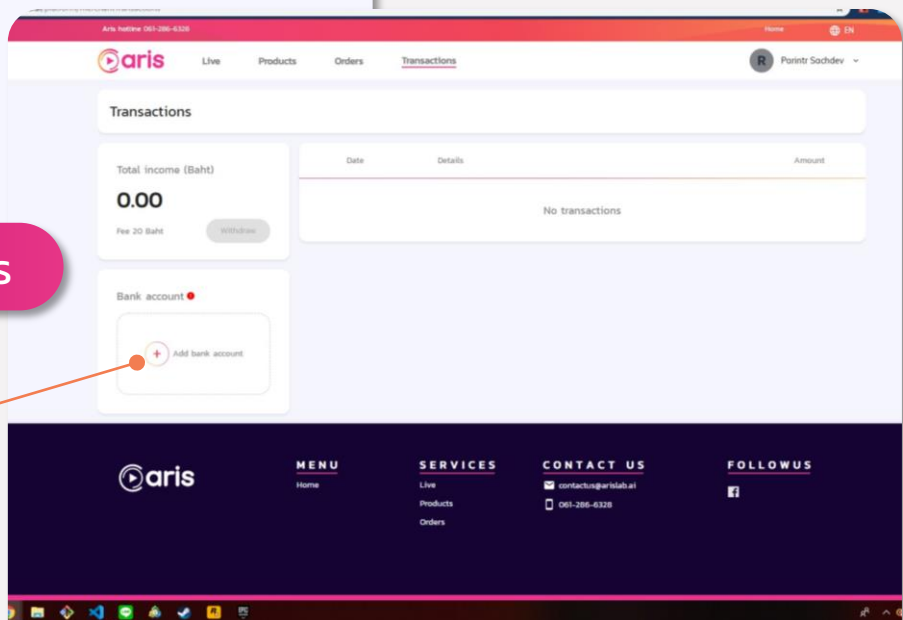 Aris hotline 061-286-6328
Home
EN
aris
Live
Products
Orders
Transactions
R
Porintr Sachdev
Transactions
Total income (Baht)
0.00
Fee 20 Baht
Withdraw
Date
Details
Amount
No transactions
s
Bank account
Add bank account
aris
MENU
Home
SERVICES
Live
Products
Orders
CONTACT US
contactus@arislab.ai
061-286-6328
FOLLOWUS